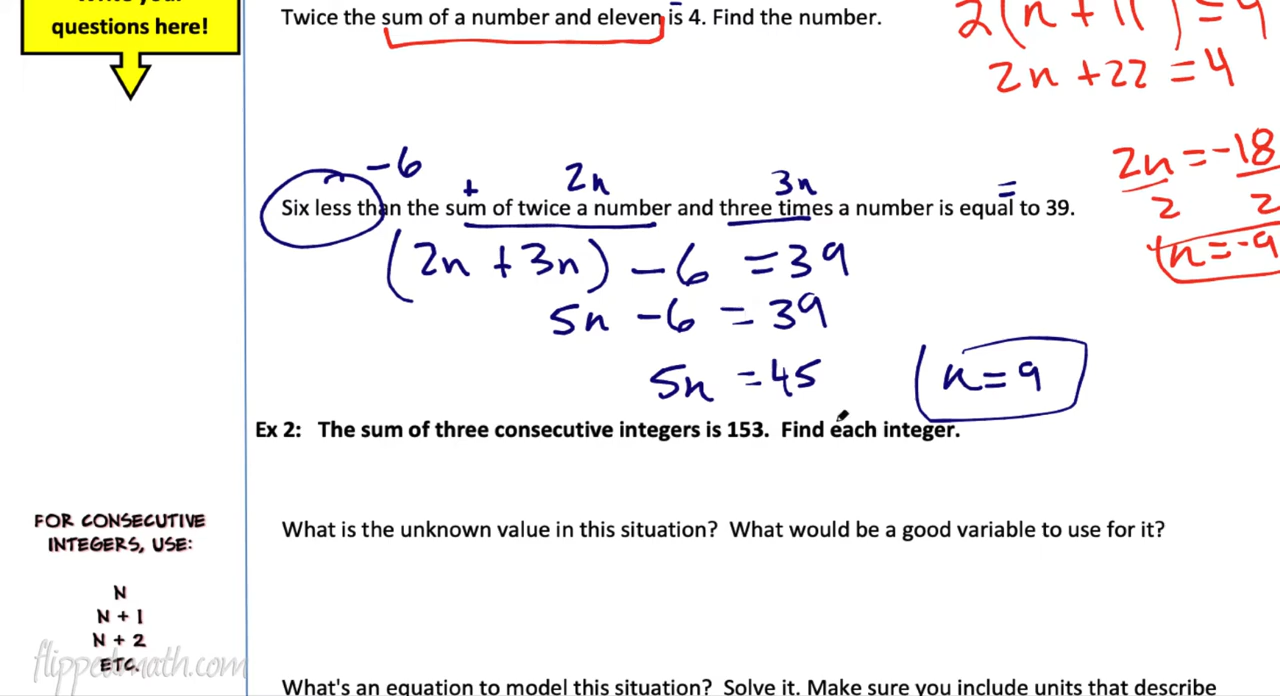 questions here!
Twice the sum of a number and eleven is 4. Find the number.
2(n + 11) = 4
2n + 22 = 4
2n = -18
2 2
n = -9
-6 + 2n 3n =
Six less than the sum of twice a number and three times a number is equal to 39.
(2n + 3n) - 6 = 39
5n - 6 = 39
5n = 45
n = 9
Ex 2: The sum of three consecutive integers is 153. Find each integer.
What is the unknown value in this situation? What would be a good variable to use for it?
FOR CONSECUTIVE
INTEGERS, USE:
N
N + 1
N + 2
ETC.
flippedmath.com
What's an equation to model this situation? Solve it. Make sure you include units that describe